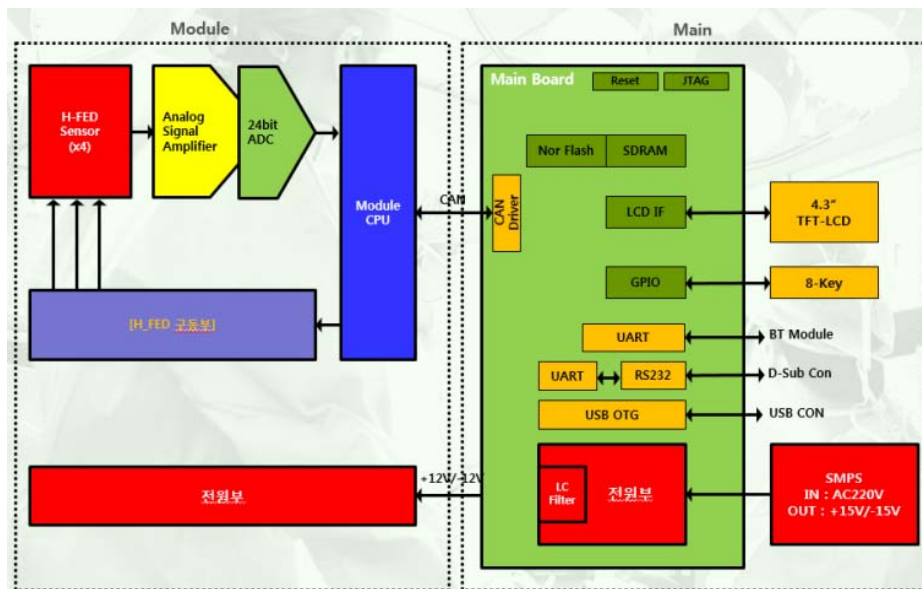 Module
Main
H-FED
Sensor
(x4)
Analog
Signal
Amplifier
24bit
ADC
Module
CPU
[H_FED 구동부]
전원부
CAN
+12V/-12V
Main Board
Reset
JTAG
Nor Flash
SDRAM
CAN
Driver
LCD IF
4.3"
TFT-LCD
GPIO
8-Key
UART
BT Module
UART
RS232
D-Sub Con
USB OTG
USB CON
LC
Filter
전원부
SMPS
IN : AC220V
OUT : +15V/-15V